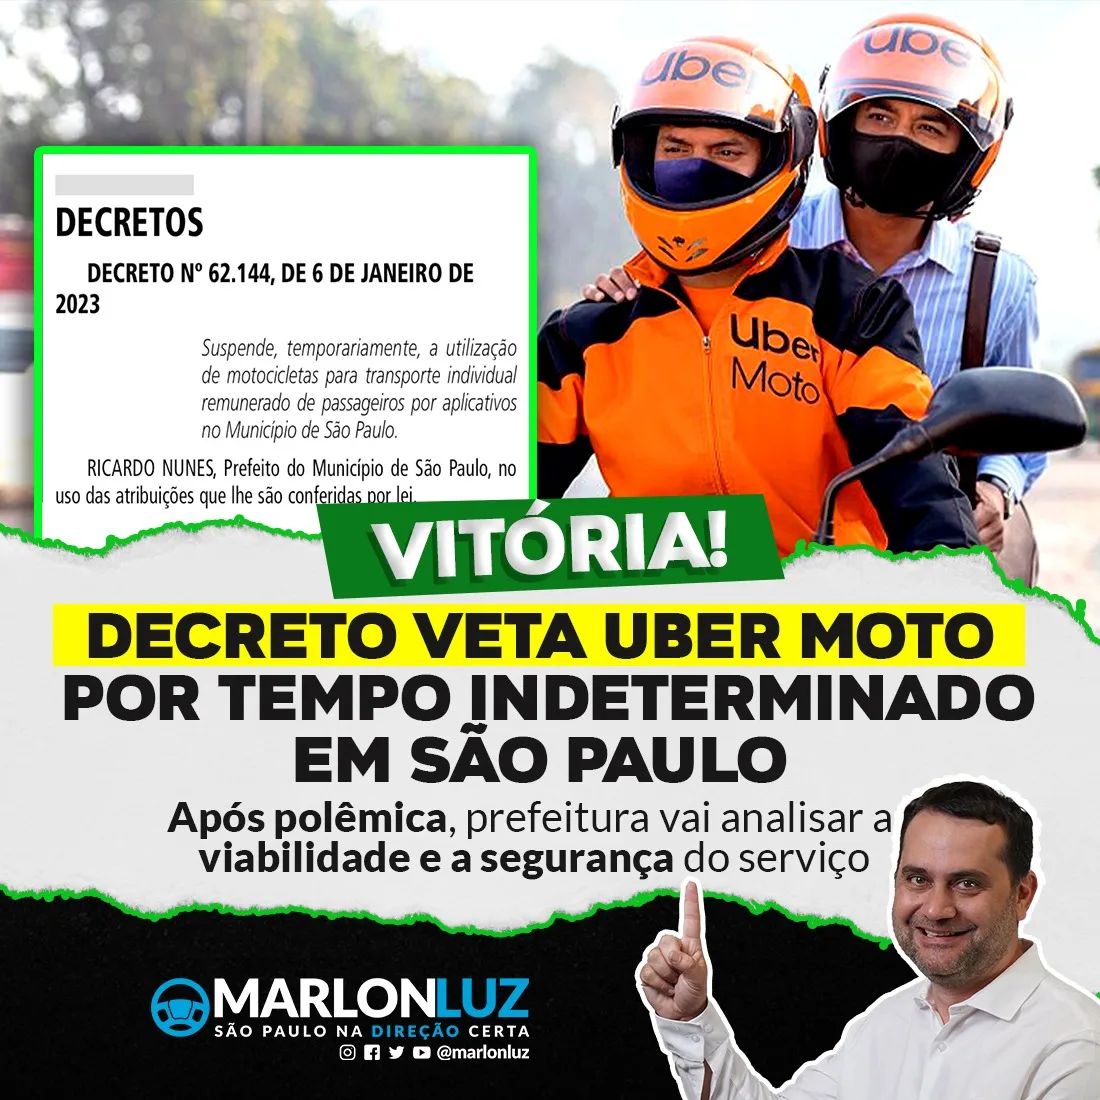 uber
uber
DECRETOS
DECRETO Nº 62.144, DE 6 DE JANEIRO DE
2023
Suspende, temporariamente, a utilização
de motocicletas para transporte individual
remunerado de passageiros por aplicativos
no Município de São Paulo.
RICARDO NUNES, Prefeito do Município de São Paulo, no
uso das atribuições que lhe são conferidas por lei,
Uber
Moto
VITÓRIA!
DECRETO VETA UBER MOTO
POR TEMPO INDETERMINADO
EM SÃO PAULO
Após polêmica, prefeitura vai analisar a
viabilidade e a segurança do serviço
MARLONLUZ
SÃO PAULO NA DIREÇÃO CERTA
@marlonluz